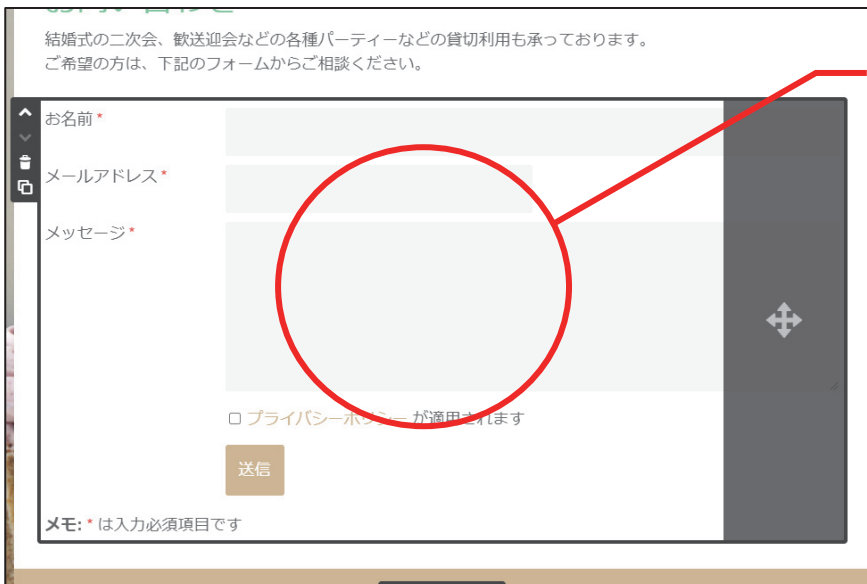 結婚式の二次会、歓送迎会などの各種パーティーなどの貸切利用も承っております。
ご希望の方は、下記のフォームからご相談ください。
お名前 *
メールアドレス *
メッセージ *
プライバシーポリシー が適用されます
送信
メモ: * は入力必須項目です